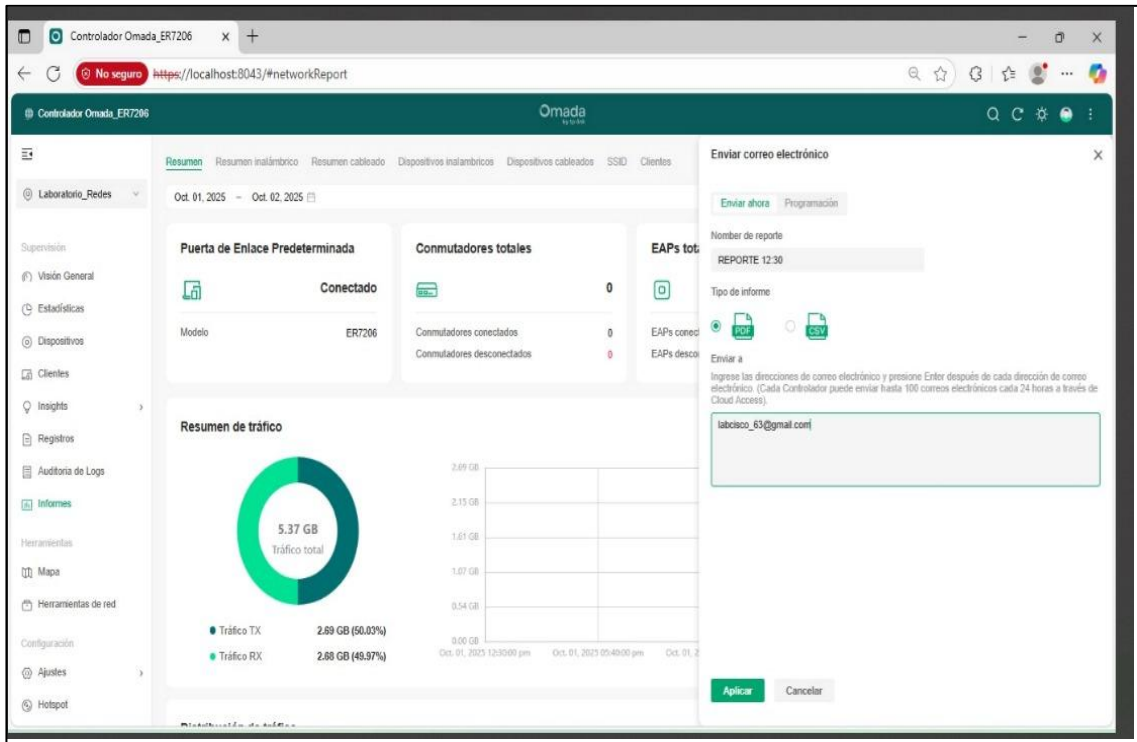 Controlador Omada_ER7206
No seguro https://localhost:8043/#networkReport
Controlador Omada_ER7206
Omada
by tp-link
Laboratorio_Redes
Supervisión
Visión General
Estadísticas
Dispositivos
Clientes
Insights
Registros
Auditoria de Logs
Informes
Herramientas
Mapa
Herramientas de red
Configuración
Ajustes
Hotspot
Resumen Resumen inalámbrico Resumen cableado Dispositivos inalambricos Dispositivos cableados SSID Clientes
Oct. 01, 2025 – Oct. 02, 2025
Puerta de Enlace Predeterminada
Conectado
Modelo ER7206
Conmutadores totales
0
Conmutadores conectados 0
Conmutadores desconectados 0
EAPs tot
EAPs conec
EAPs desco
Resumen de tráfico
5.37 GB
Tráfico total
Tráfico TX 2.69 GB (50.03%)
Tráfico RX 2.68 GB (49.97%)
2.69 GB
2.15 GB
1.61 GB
1.07 GB
0.54 GB
0.00 GB
Oct. 01, 2025 12:30:00 pm Oct. 01, 2025 05:40:00 pm Oct. 01, 2
Enviar correo electrónico
Enviar ahora Programación
Nomber de reporte
REPORTE 12:30
Tipo de informe
PDF CSV
Enviar a
Ingrese las direcciones de correo electrónico y presione Enter después de cada dirección de correo
electrónico. (Cada Controlador puede enviar hasta 100 correos electrónicos cada 24 horas a través de
Cloud Access).
labcisco_63@gmail.com
Aplicar Cancelar